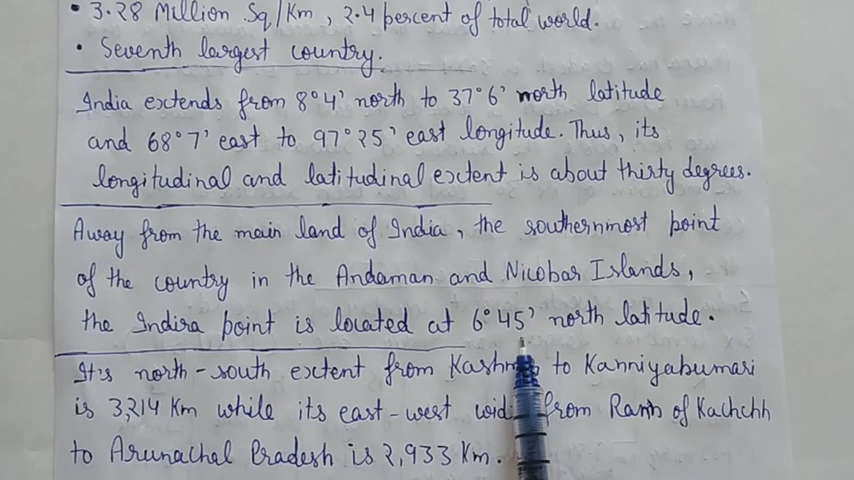 • 3.28 Million Sq/Km, 2.4 percent of total world.
• Seventh largest country.
India extends from 8°4' north to 37°6' north latitude
and 68°7' east to 97°25' east longitude. Thus, its
longitudinal and latitudinal extent is about thirty degrees.
Away from the main land of India, the southernmost point
of the country in the Andaman and Nicobar Islands,
the Indira point is located at 6°45' north latitude.
It's north-south extent from to Kanniyakumari
is 3,214 Km while its east-west from Rann of Kachchh
to Arunachal Pradesh is 2,933 Km.